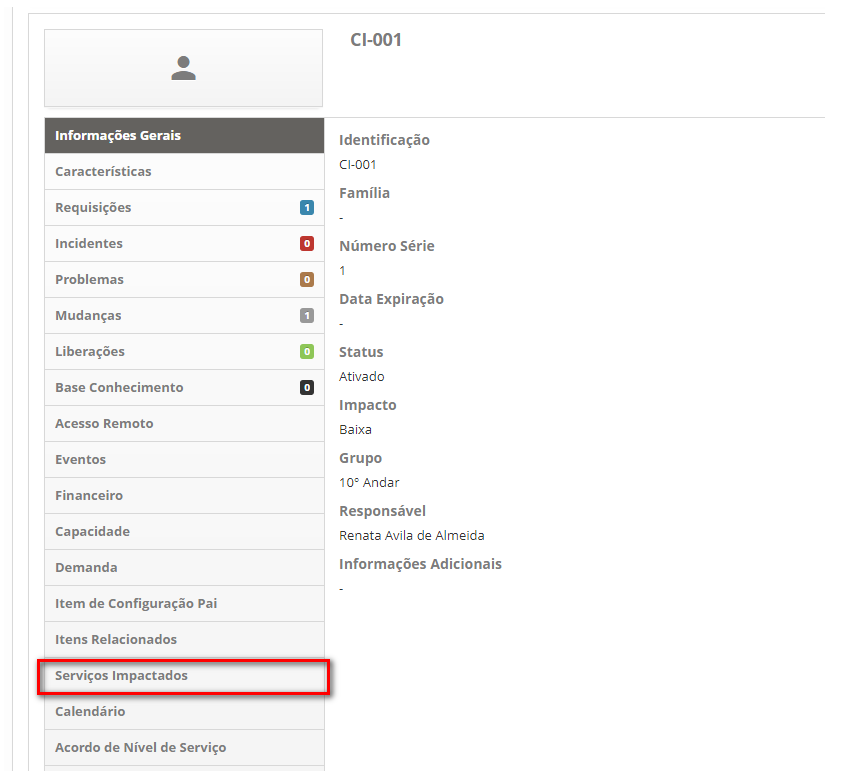 CI-001
Informações Gerais
Características
Requisições 1
Incidentes 0
Problemas 0
Mudanças 1
Liberações 0
Base Conhecimento 0
Acesso Remoto
Eventos
Financeiro
Capacidade
Demanda
Item de Configuração Pai
Itens Relacionados
Serviços Impactados
Calendário
Acordo de Nível de Serviço
Identificação
CI-001
Família
-
Número Série
1
Data Expiração
-
Status
Ativado
Impacto
Baixa
Grupo
10° Andar
Responsável
Renata Avila de Almeida
Informações Adicionais
-